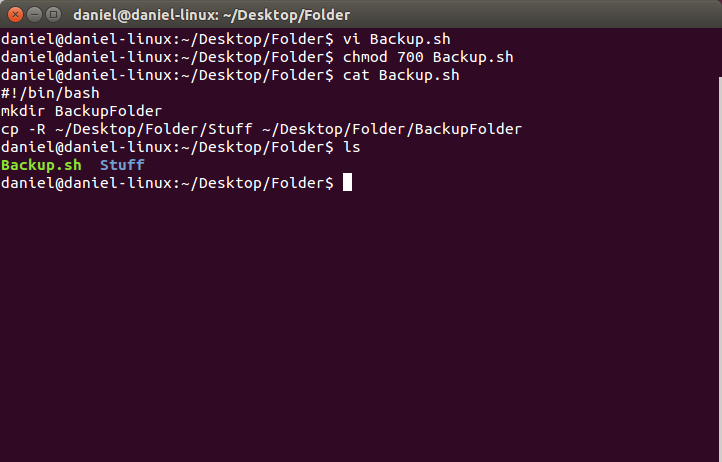 daniel@daniel-linux: ~/Desktop/Folder
daniel@daniel-linux:~/Desktop/Folder$ vi Backup.sh
daniel@daniel-linux:~/Desktop/Folder$ chmod 700 Backup.sh
daniel@daniel-linux:~/Desktop/Folder$ cat Backup.sh
#!/bin/bash
mkdir BackupFolder
cp -R ~/Desktop/Folder/Stuff ~/Desktop/Folder/BackupFolder
daniel@daniel-linux:~/Desktop/Folder$ ls
Backup.sh  Stuff
daniel@daniel-linux:~/Desktop/Folder$